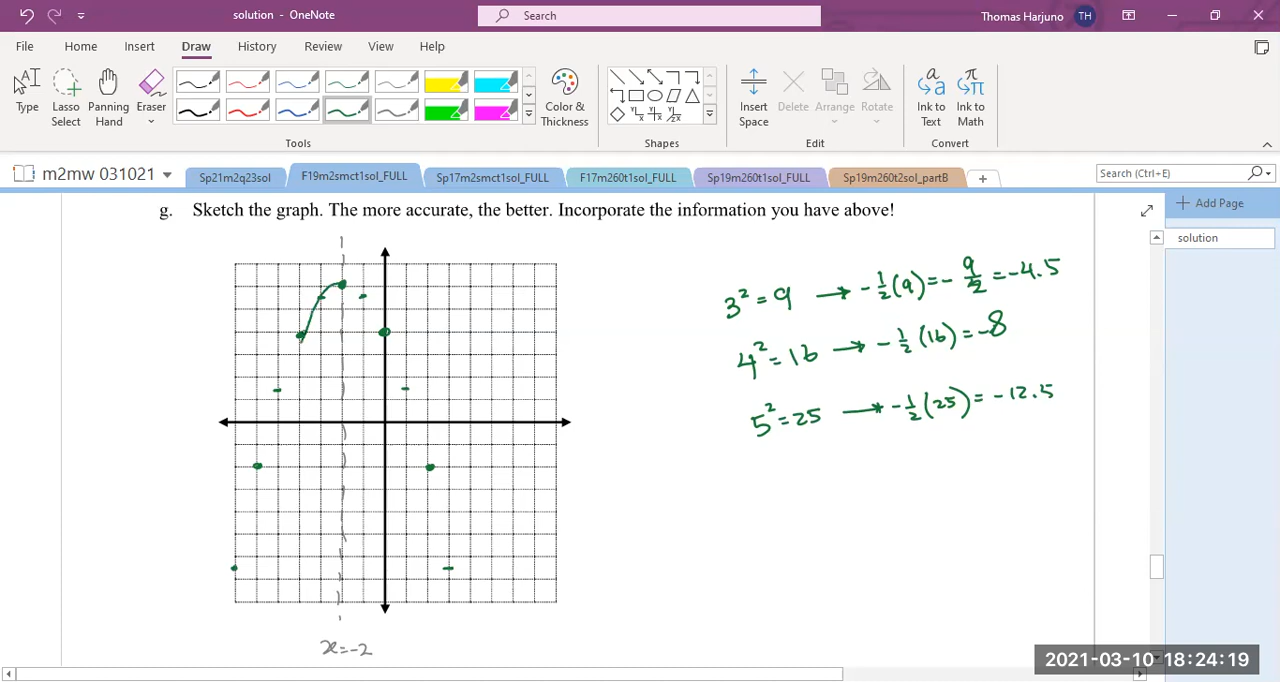 solution - OneNote
Search
Thomas Harjuno
TH
File
Home
Insert
Draw
History
Review
View
Help
Type
Lasso
Select
Panning
Hand
Eraser
Color &
Thickness
Insert
Space
Delete
Arrange
Rotate
Ink to
Text
Ink to
Math
Tools
Shapes
Edit
Convert
m2mw 031021
Sp21m2q23sol
F19m2smct1sol_FULL
Sp17m2smct1sol_FULL
F17m260t1sol_FULL
Sp19m260t1sol_FULL
Sp19m260t2sol_partB
Search (Ctrl+E)
Add Page
solution
g. Sketch the graph. The more accurate, the better. Incorporate the information you have above!
3² = 9 → -1/2(9) = -9/2 = -4.5
4² = 16 → -1/2(16) = -8
5² = 25 → -1/2(25) = -12.5
x=-2
2021-03-10 18:24:19